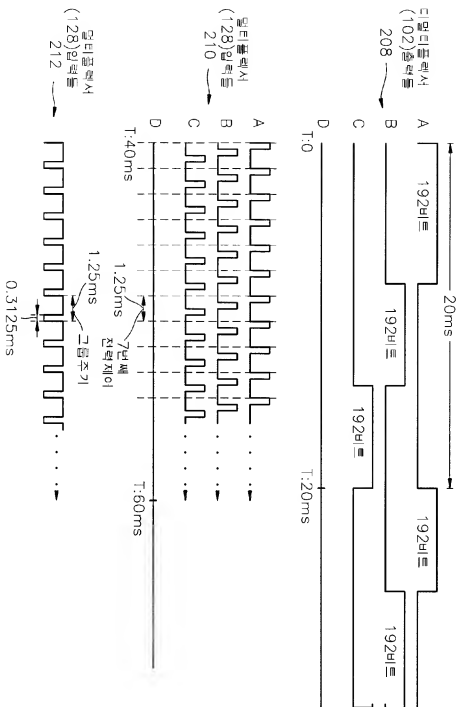 디멀티플렉서
(102)출력들
208
A
B
C
D
192비트
192비트
192비트
192비트
192비트
20ms
T:0
T:20ms
멀티플렉서
(128)입력들
210
A
B
C
D
T:40ms
T:60ms
1.25ms
7번째
전력제어
멀티플렉서
(128)입력들
212
1.25ms
그룹주기
0.3125ms